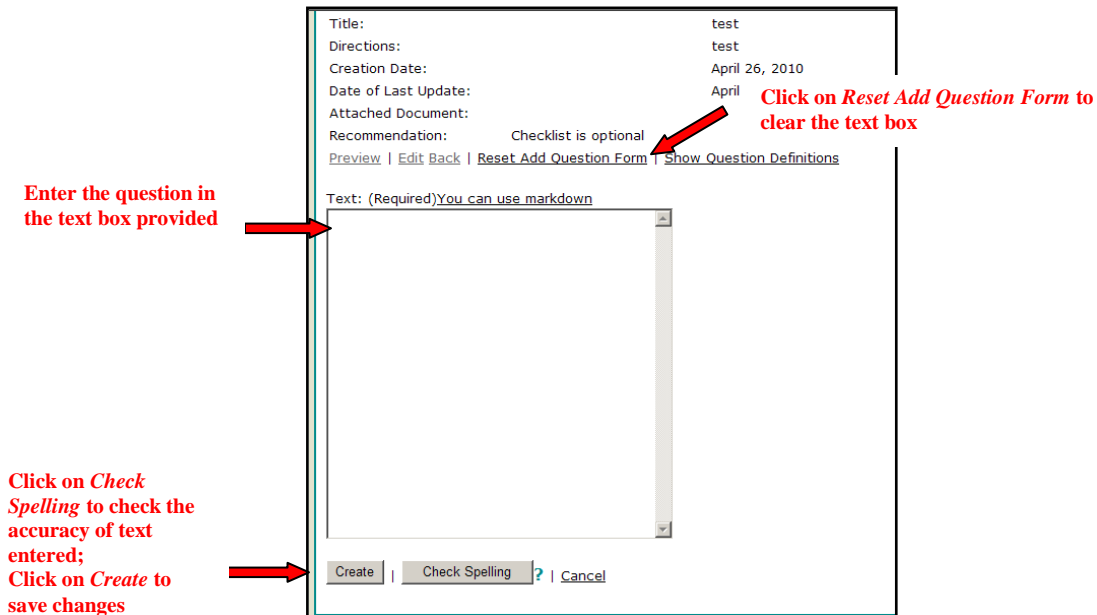 Title: test
Directions: test
Creation Date: April 26, 2010
Date of Last Update: April
Click on Reset Add Question Form to
clear the text box
Attached Document:
Recommendation: Checklist is optional
Preview | Edit Back | Reset Add Question Form | Show Question Definitions
Enter the question in
the text box provided
Text: (Required)You can use markdown
Click on Check
Spelling to check the
accuracy of text
entered;
Click on Create to
save changes
Create | Check Spelling ? | Cancel